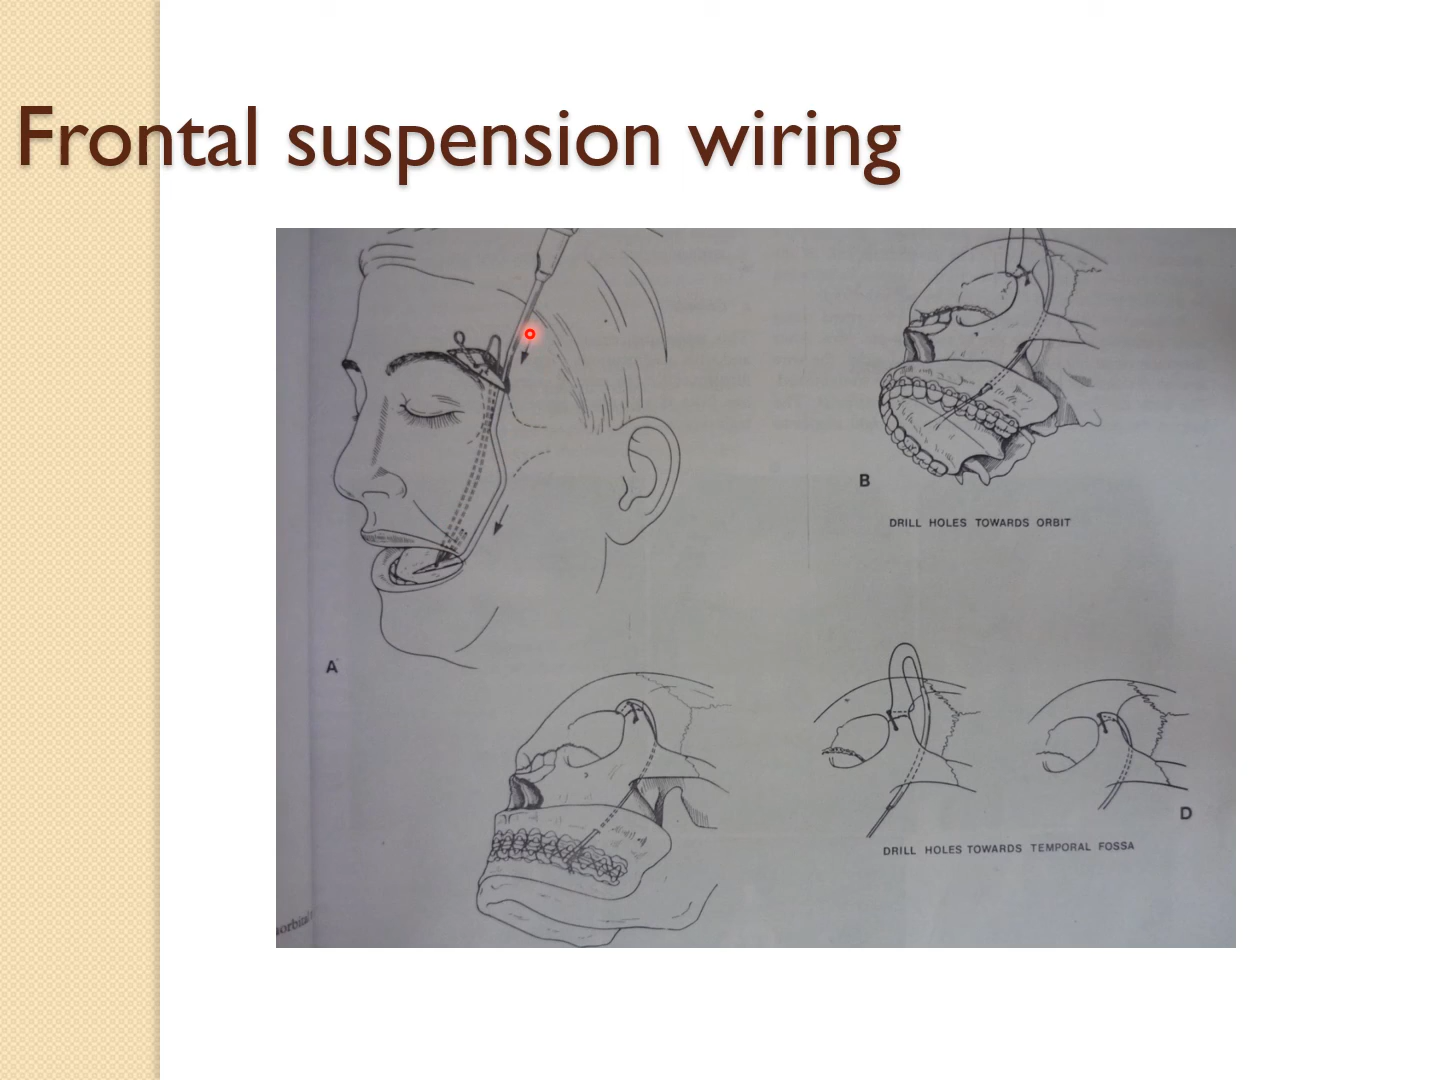 Frontal suspension wiring
B
DRILL HOLES TOWARDS ORBIT
A
D
DRILL HOLES TOWARDS TEMPORAL FOSSA